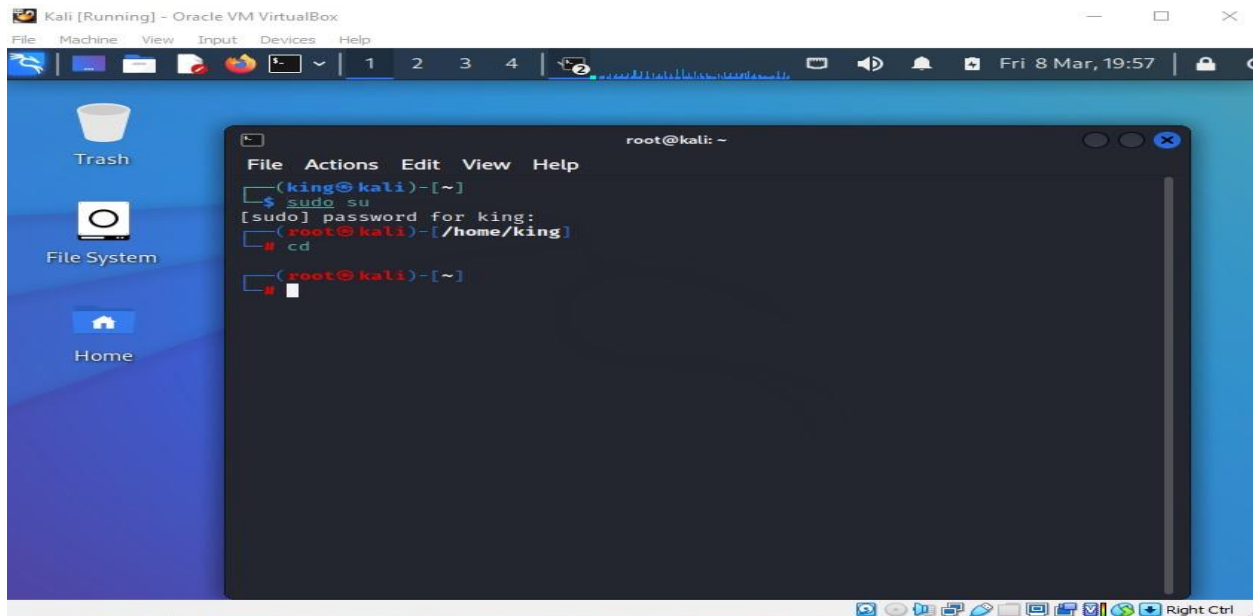 Kali [Running] - Oracle VM VirtualBox
File Machine View Input Devices Help
1 2 3 4 2 Fri 8 Mar, 19:57
Trash
File System
Home
root@kali: ~
File Actions Edit View Help
┌──(king㉿kali)-[~]
└─$ sudo su
[sudo] password for king:
┌──(root㉿kali)-[/home/king]
└─# cd
┌──(root㉿kali)-[~]
└─#
Right Ctrl